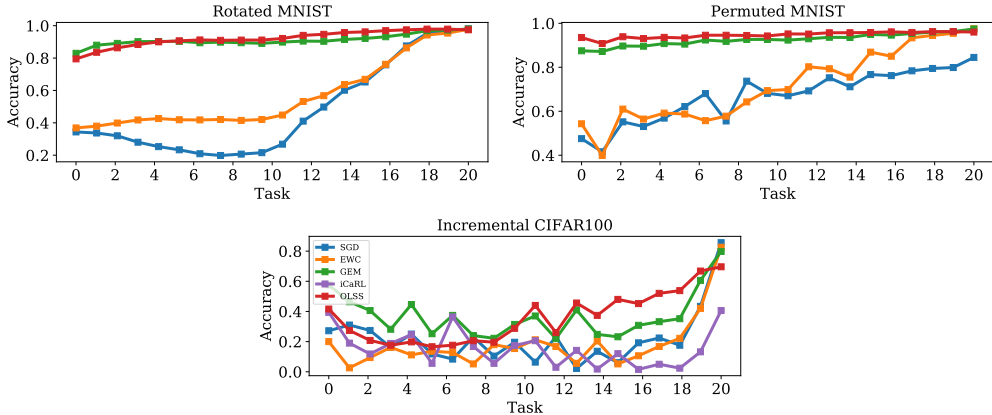 Rotated MNIST
1.0
0.8
0.6
0.4
0.2
Accuracy
0 2 4 6 8 10 12 14 16 18 20
Task
Permuted MNIST
1.0
0.8
0.6
0.4
Accuracy
0 2 4 6 8 10 12 14 16 18 20
Task
Incremental CIFAR100
0.8
0.6
0.4
0.2
0.0
Accuracy
SGD
EWC
GEM
iCaRL
OLSS
0 2 4 6 8 10 12 14 16 18 20
Task